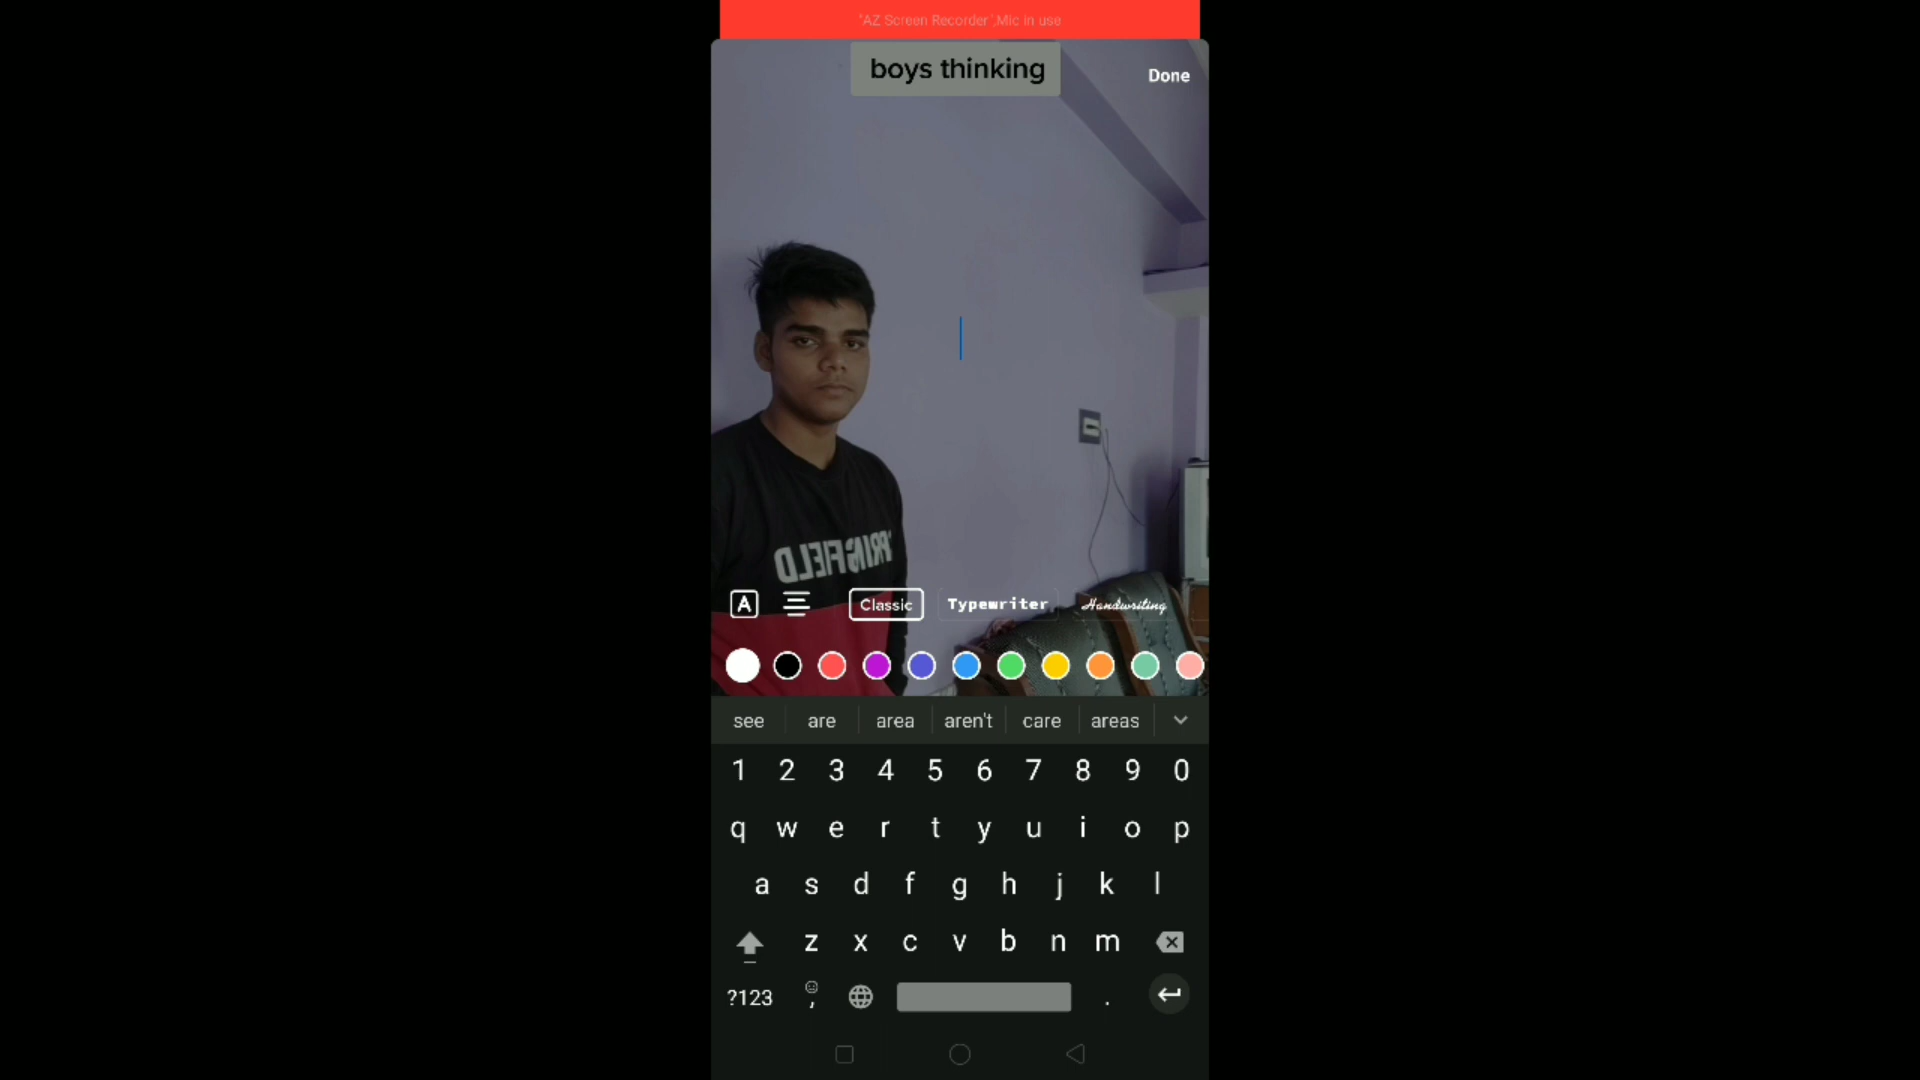 "AZ Screen Recorder",Mic in use
boys thinking
Done
SPRINGFIELD
A
Classic
Typewriter
Handwriting
see are area aren't care areas
1 2 3 4 5 6 7 8 9 0
q w e r t y u i o p
a s d f g h j k l
z x c v b n m
?123 , .